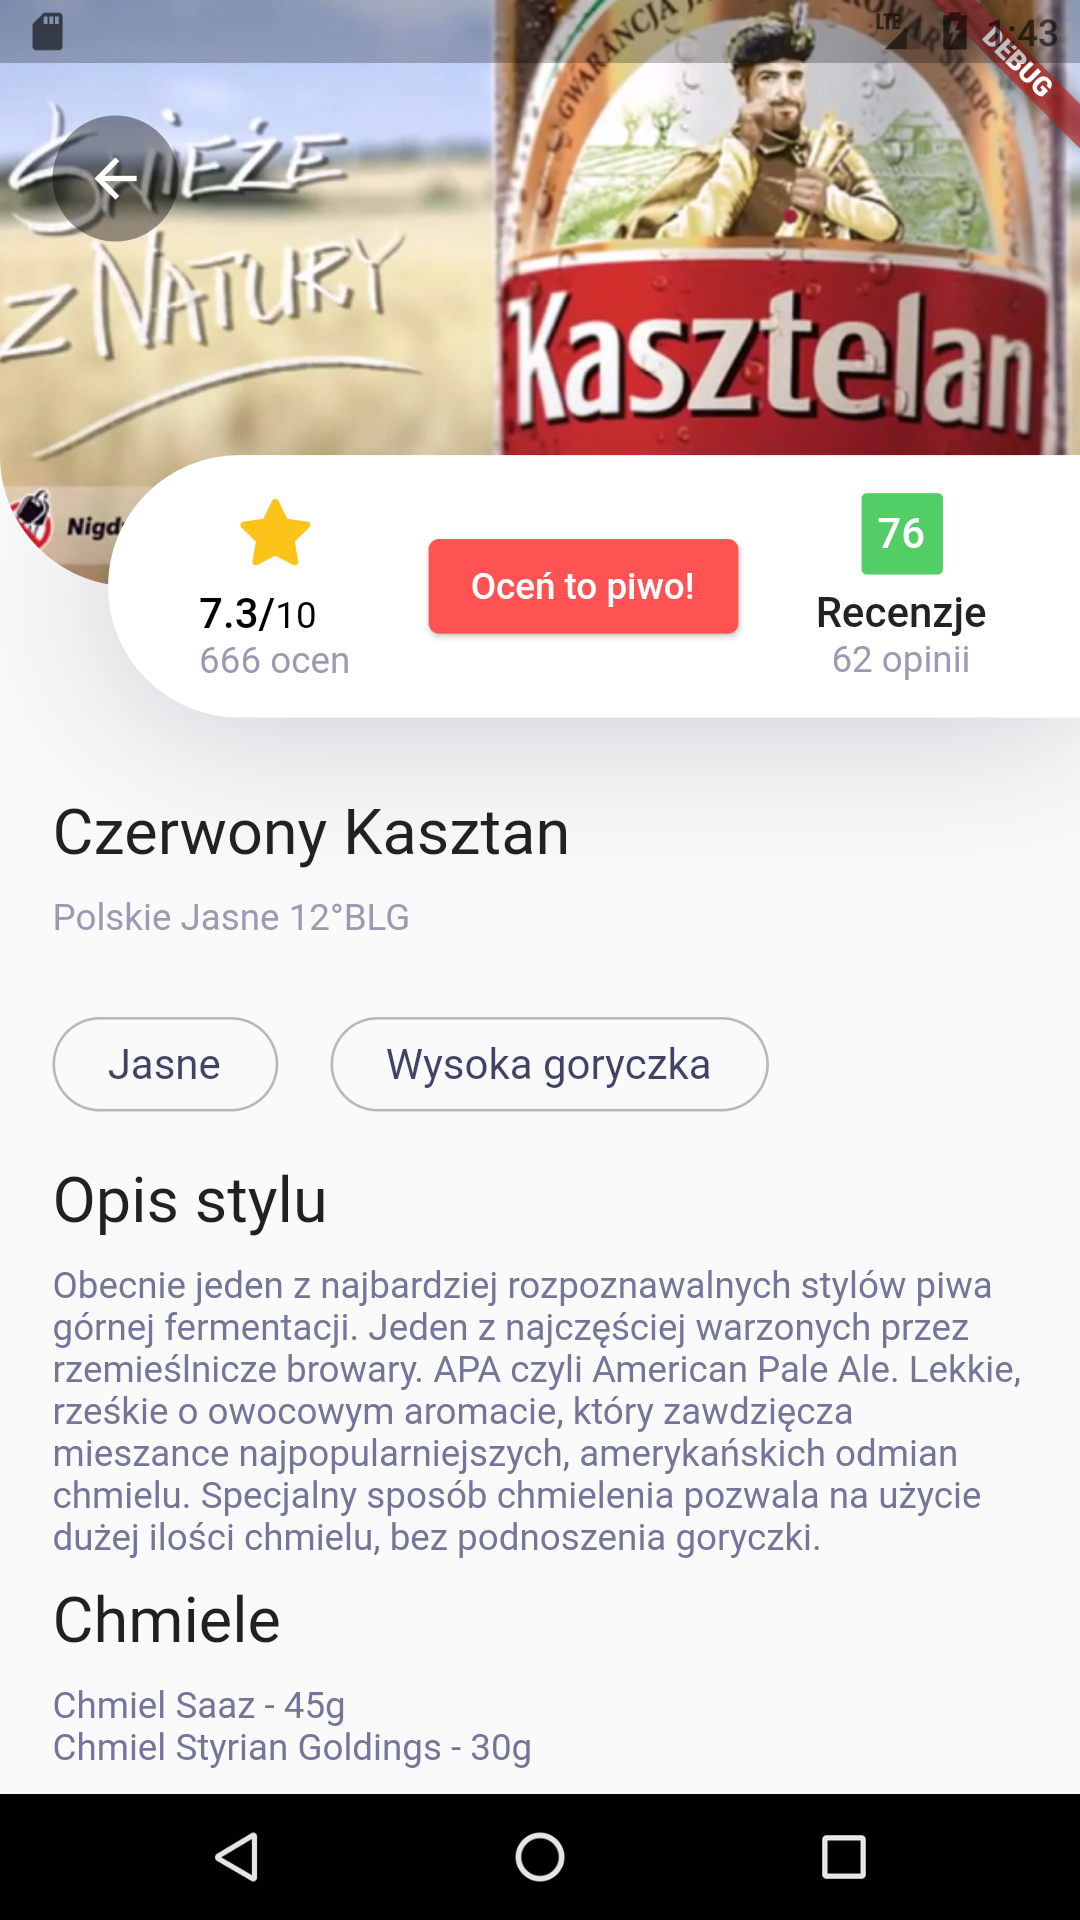 LTE
1:43
DEBUG
GWARANCJA
SIERPC
ŚWIEŻE
Z NATURY
Kasztelan
Nigd
76
Oceń to piwo!
7.3/10
Recenzje
666 ocen
62 opinii
Czerwony Kasztan
Polskie Jasne 12°BLG
Jasne
Wysoka goryczka
Opis stylu
Obecnie jeden z najbardziej rozpoznawalnych stylów piwa
górnej fermentacji. Jeden z najczęściej warzonych przez
rzemieślnicze browary. APA czyli American Pale Ale. Lekkie,
rześkie o owocowym aromacie, który zawdzięcza
mieszance najpopularniejszych, amerykańskich odmian
chmielu. Specjalny sposób chmielenia pozwala na użycie
dużej ilości chmielu, bez podnoszenia goryczki.
Chmiele
Chmiel Saaz - 45g
Chmiel Styrian Goldings - 30g